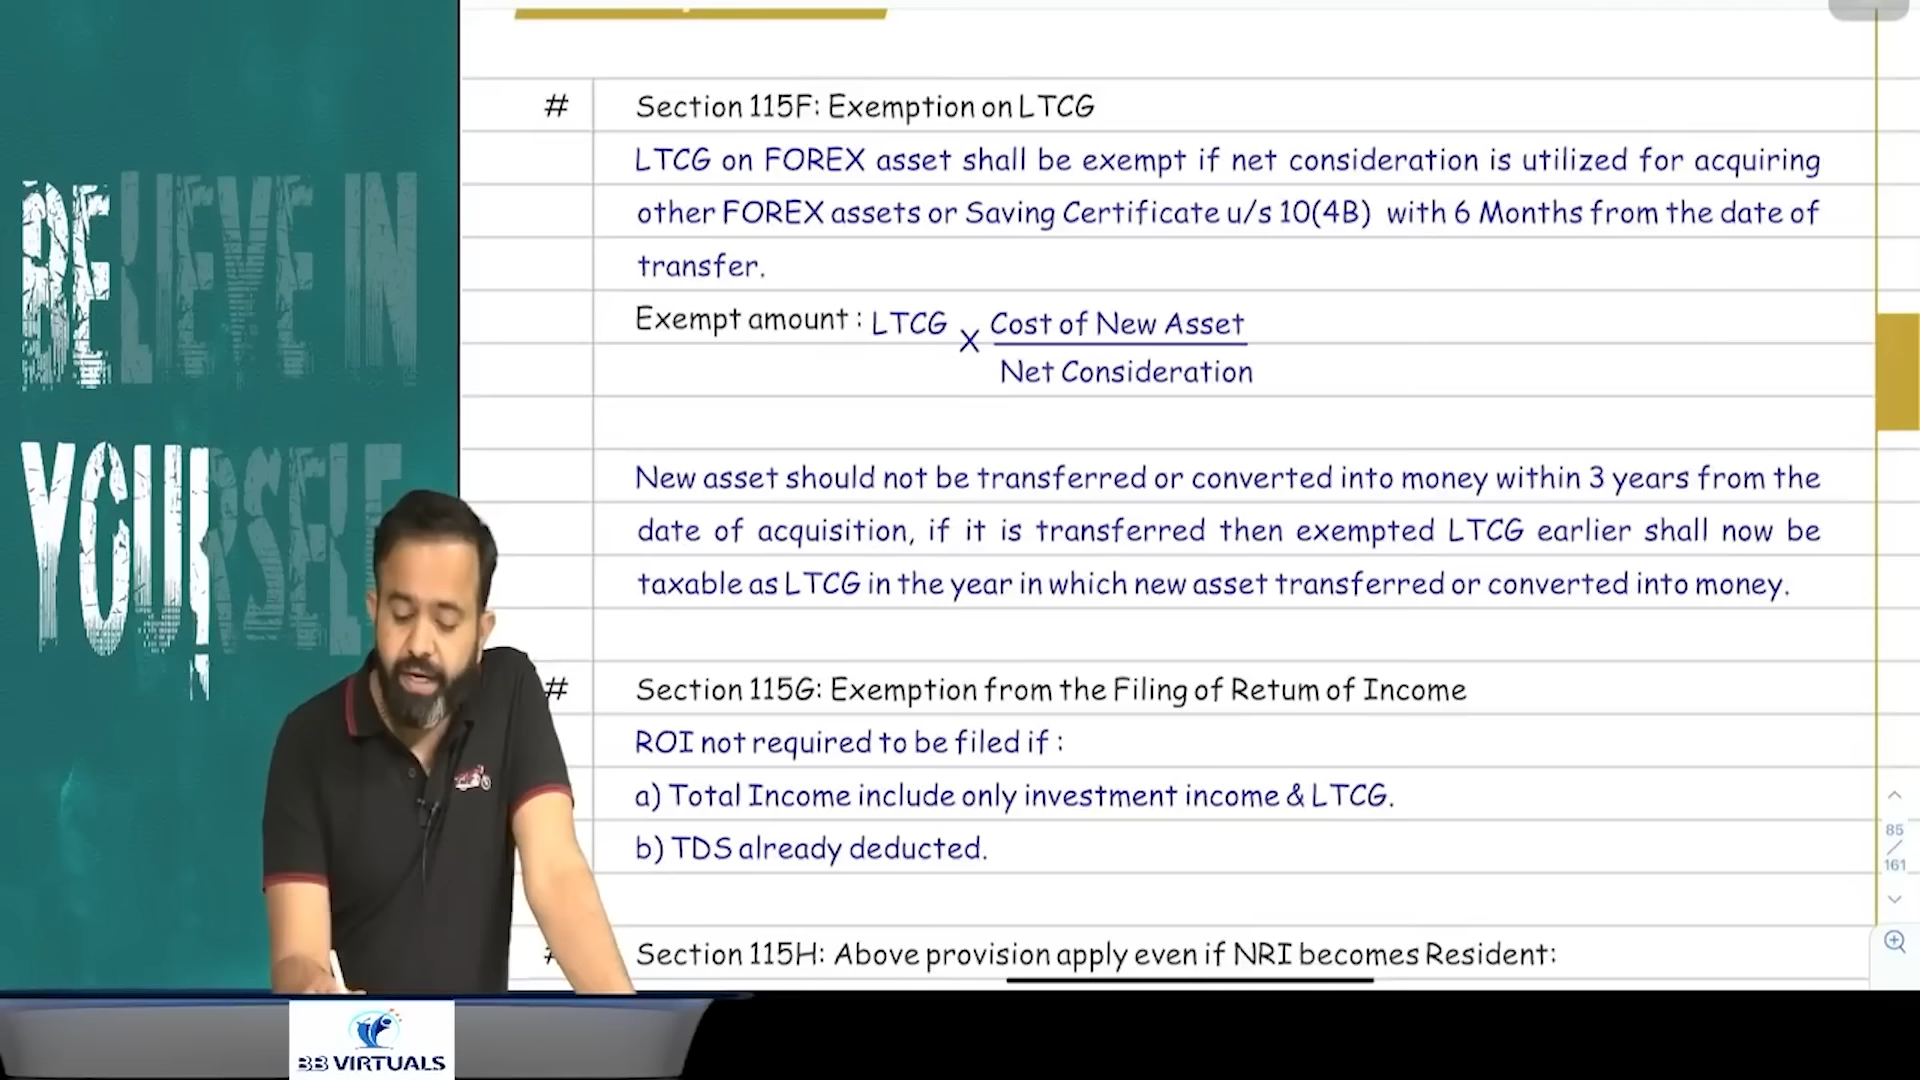 BELIEVE IN
YOURSELF
# Section 115F: Exemption on LTCG
LTCG on FOREX asset shall be exempt if net consideration is utilized for acquiring
other FOREX assets or Saving Certificate u/s 10(4B) with 6 Months from the date of
transfer.
Exempt amount : LTCG X Cost of New Asset
Net Consideration
New asset should not be transferred or converted into money within 3 years from the
date of acquisition, if it is transferred then exempted LTCG earlier shall now be
taxable as LTCG in the year in which new asset transferred or converted into money.
# Section 115G: Exemption from the Filing of Return of Income
ROI not required to be filed if :
a) Total Income include only investment income & LTCG.
b) TDS already deducted.
# Section 115H: Above provision apply even if NRI becomes Resident:
85
/
161
BB VIRTUALS